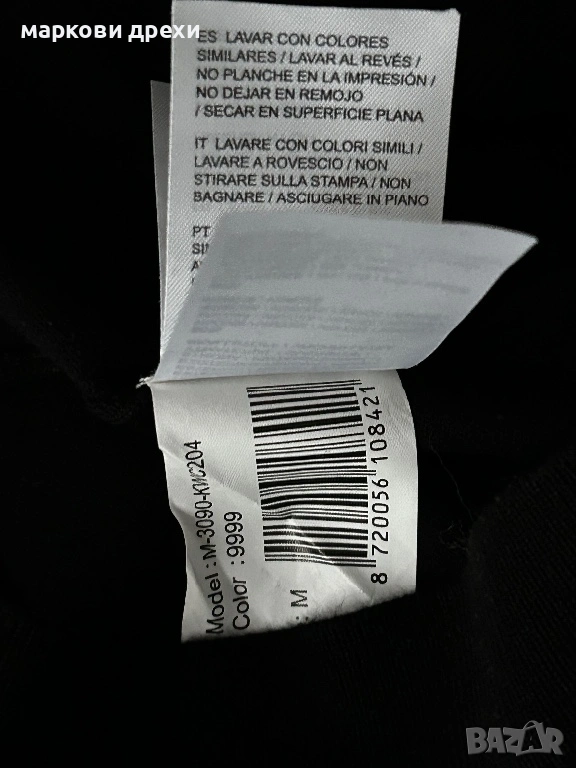 маркови дрехи
ES LAVAR CON COLORES
SIMILARES / LAVAR AL REVÉS /
NO PLANCHE EN LA IMPRESIÓN /
NO DEJAR EN REMOJO
/ SECAR EN SUPERFICIE PLANA
IT LAVARE CON COLORI SIMILI /
LAVARE A ROVESCIO / NON
STIRARE SULLA STAMPA / NON
BAGNARE / ASCIUGARE IN PIANO
PT
Model : M-3090-KWC204
Color : 9999
: M
8 720056 108421
BAZAR